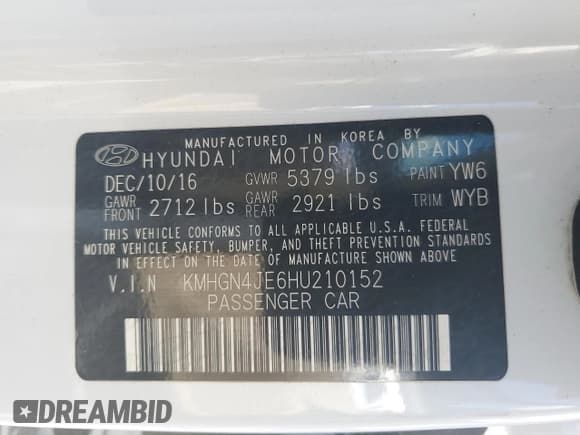 MANUFACTURED IN KOREA BY
HYUNDAI MOTOR COMPANY
DEC/10/16 GVWR 5379 lbs PAINT YW6
GAWR FRONT 2712 lbs GAWR REAR 2921 lbs TRIM WYB
THIS VEHICLE CONFORMS TO ALL APPLICABLE U.S.A. FEDERAL
MOTOR VEHICLE SAFETY, BUMPER, AND THEFT PREVENTION STANDARDS
IN EFFECT ON THE DATE OF MANUFACTURE SHOWN ABOVE.
V.I.N KMHGN4JE6HU210152
PASSENGER CAR
DREAMBID